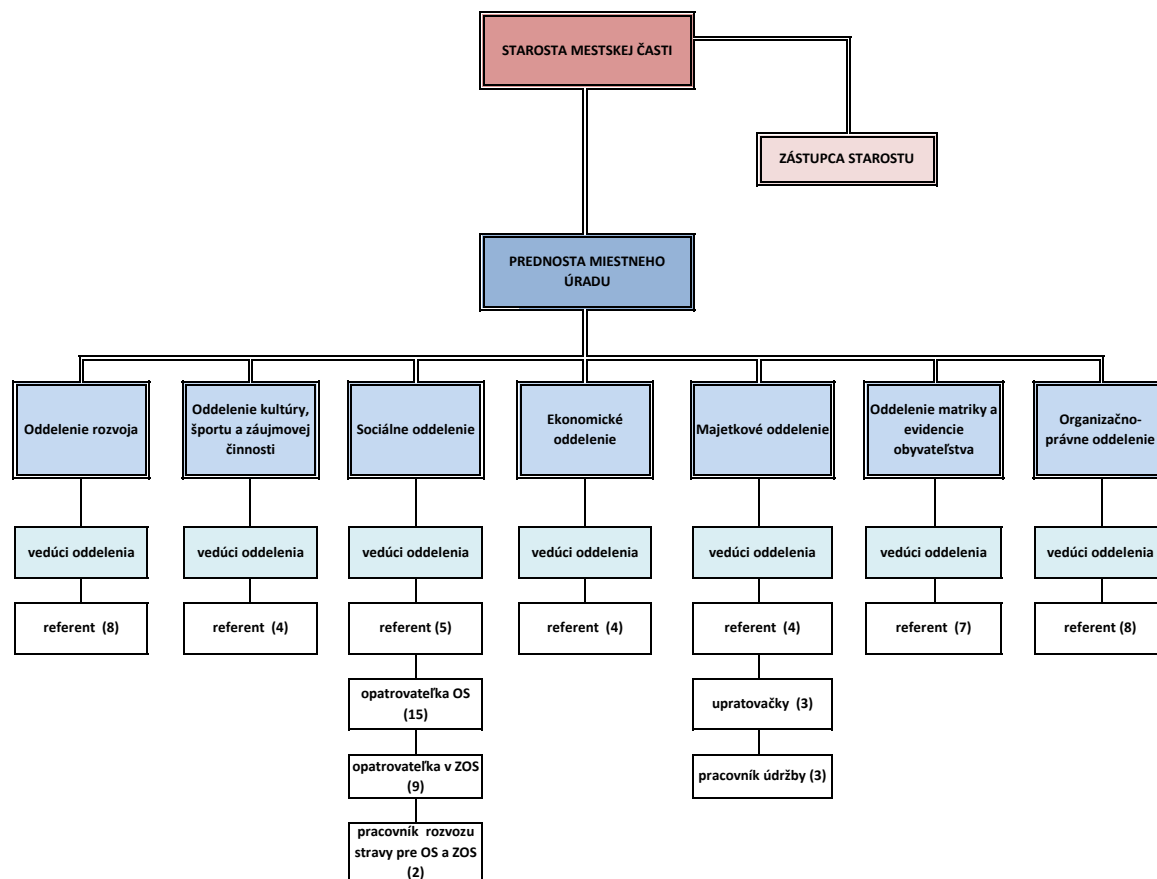 STAROSTA MESTSKEJ ČASTI
ZÁSTUPCA STAROSTU
PREDNOSTA MIESTNEHO
ÚRADU
Oddelenie rozvoja
Oddelenie kultúry,
športu a záujmovej
činnosti
Sociálne oddelenie
Ekonomické
oddelenie
Majetkové oddelenie
Oddelenie matriky a
evidencie
obyvateľstva
Organizačno-
právne oddelenie
vedúci oddelenia
vedúci oddelenia
vedúci oddelenia
vedúci oddelenia
vedúci oddelenia
vedúci oddelenia
vedúci oddelenia
referent (8)
referent (4)
referent (5)
referent (4)
referent (4)
referent (7)
referent (8)
opatrovateľka OS
(15)
upratovačky (3)
opatrovateľka v ZOS
(9)
pracovník údržby (3)
pracovník rozvozu
stravy pre OS a ZOS
(2)